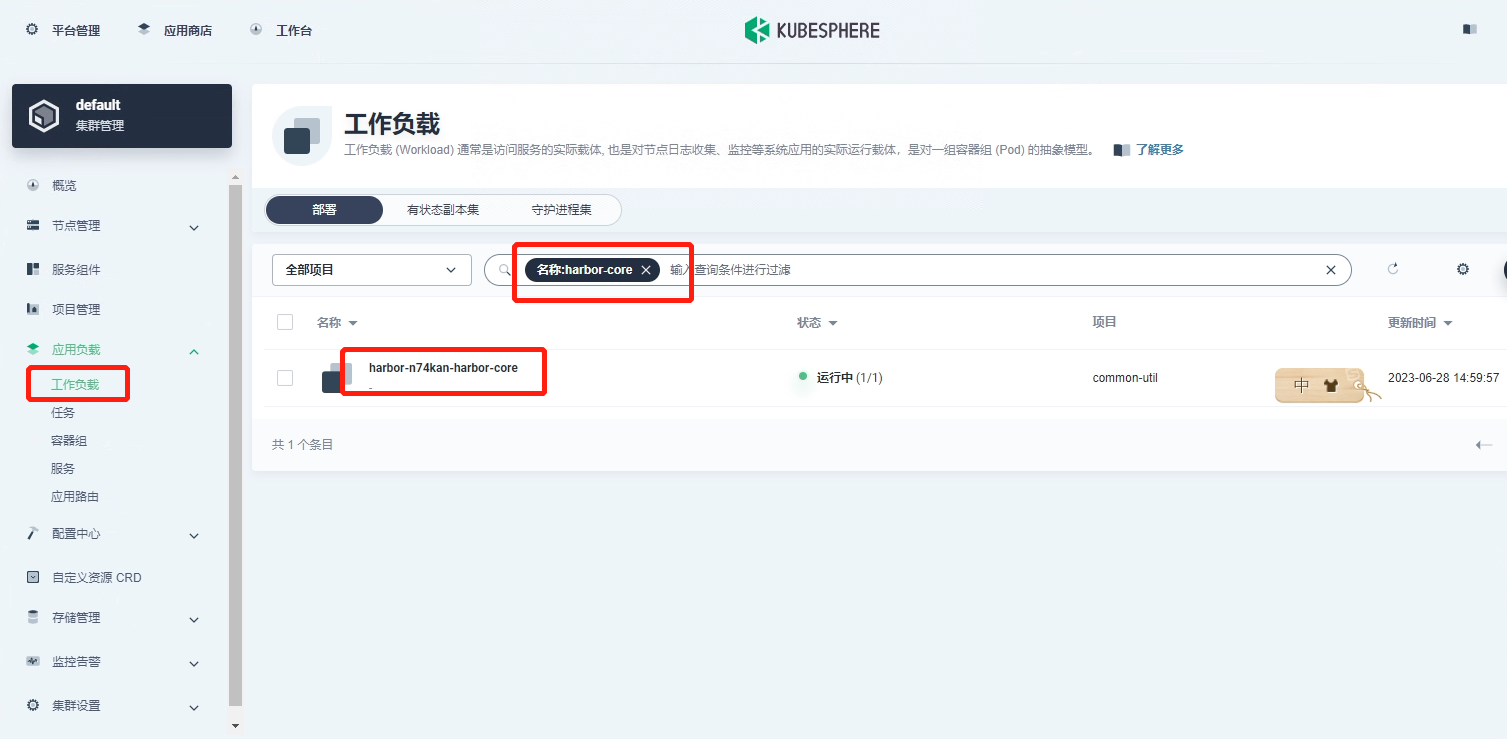 平台管理 应用商店 工作台 KUBESPHERE
default
集群管理
概览
节点管理
服务组件
项目管理
应用负载
工作负载
任务
容器组
服务
应用路由
配置中心
自定义资源 CRD
存储管理
监控告警
集群设置
工作负载
工作负载 (Workload) 通常是访问服务的实际载体, 也是对节点日志收集、监控等系统应用的实际运行载体，是对一组容器组 (Pod) 的抽象模型。 了解更多
部署 有状态副本集 守护进程集
全部项目 名称:harbor-core 输入查询条件进行过滤
名称 状态 项目 更新时间
harbor-n74kan-harbor-core 运行中 (1/1) common-util 中 2023-06-28 14:59:57
-
共 1 个条目